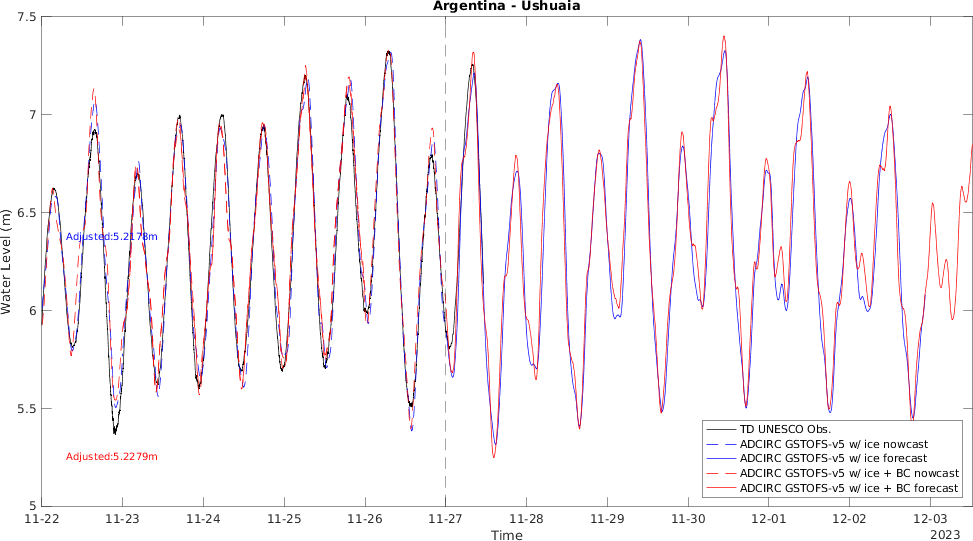 Argentina - Ushuaia
Water Level (m)
7.5
7
6.5
6
5.5
5
Adjusted:5.2178m
Adjusted:5.2279m
TD UNESCO Obs.
ADCIRC GSTOFS-v5 w/ ice nowcast
ADCIRC GSTOFS-v5 w/ ice forecast
ADCIRC GSTOFS-v5 w/ ice + BC nowcast
ADCIRC GSTOFS-v5 w/ ice + BC forecast
11-22 11-23 11-24 11-25 11-26 11-27 11-28 11-29 11-30 12-01 12-02 12-03
Time
2023